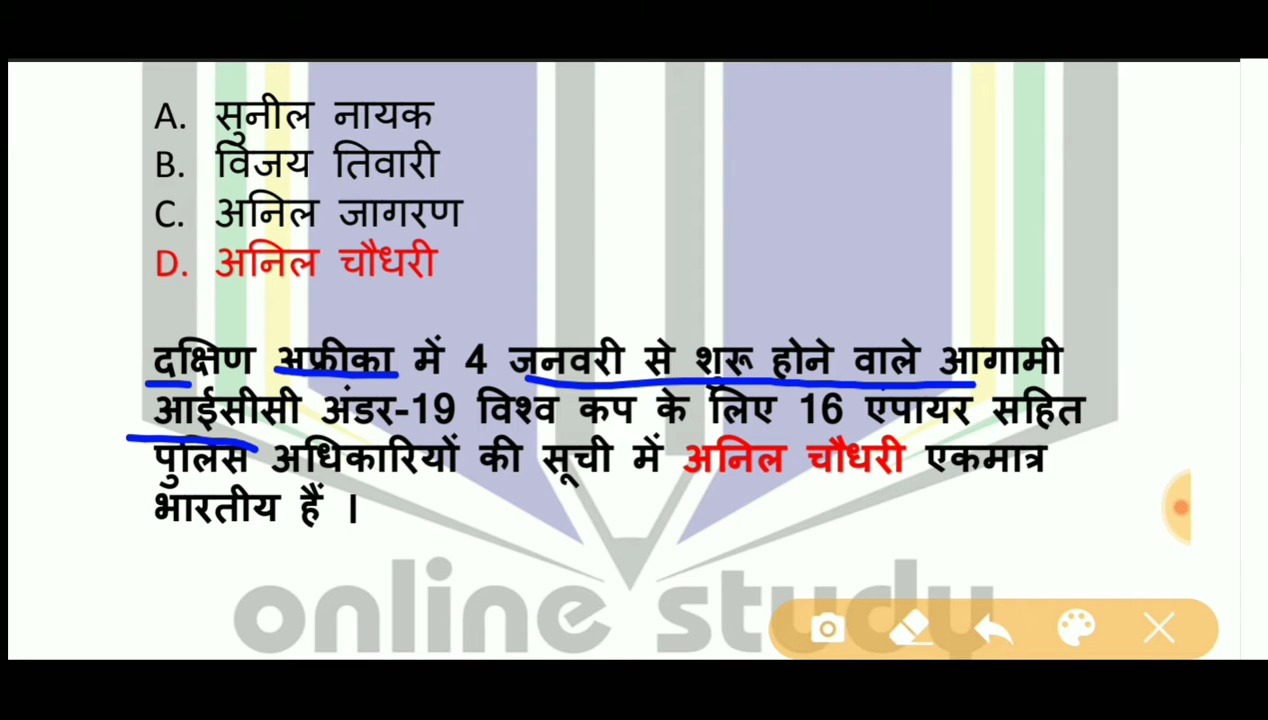 A. सुनील नायक
B. विजय तिवारी
C. अनिल जागरण
D. अनिल चौधरी
दक्षिण अफ्रीका में 4 जनवरी से शुरू होने वाले आगामी
आईसीसी अंडर-19 विश्व कप के लिए 16 एंपायर सहित
पुलिस अधिकारियों की सूची में अनिल चौधरी एकमात्र
भारतीय हैं ।
online study